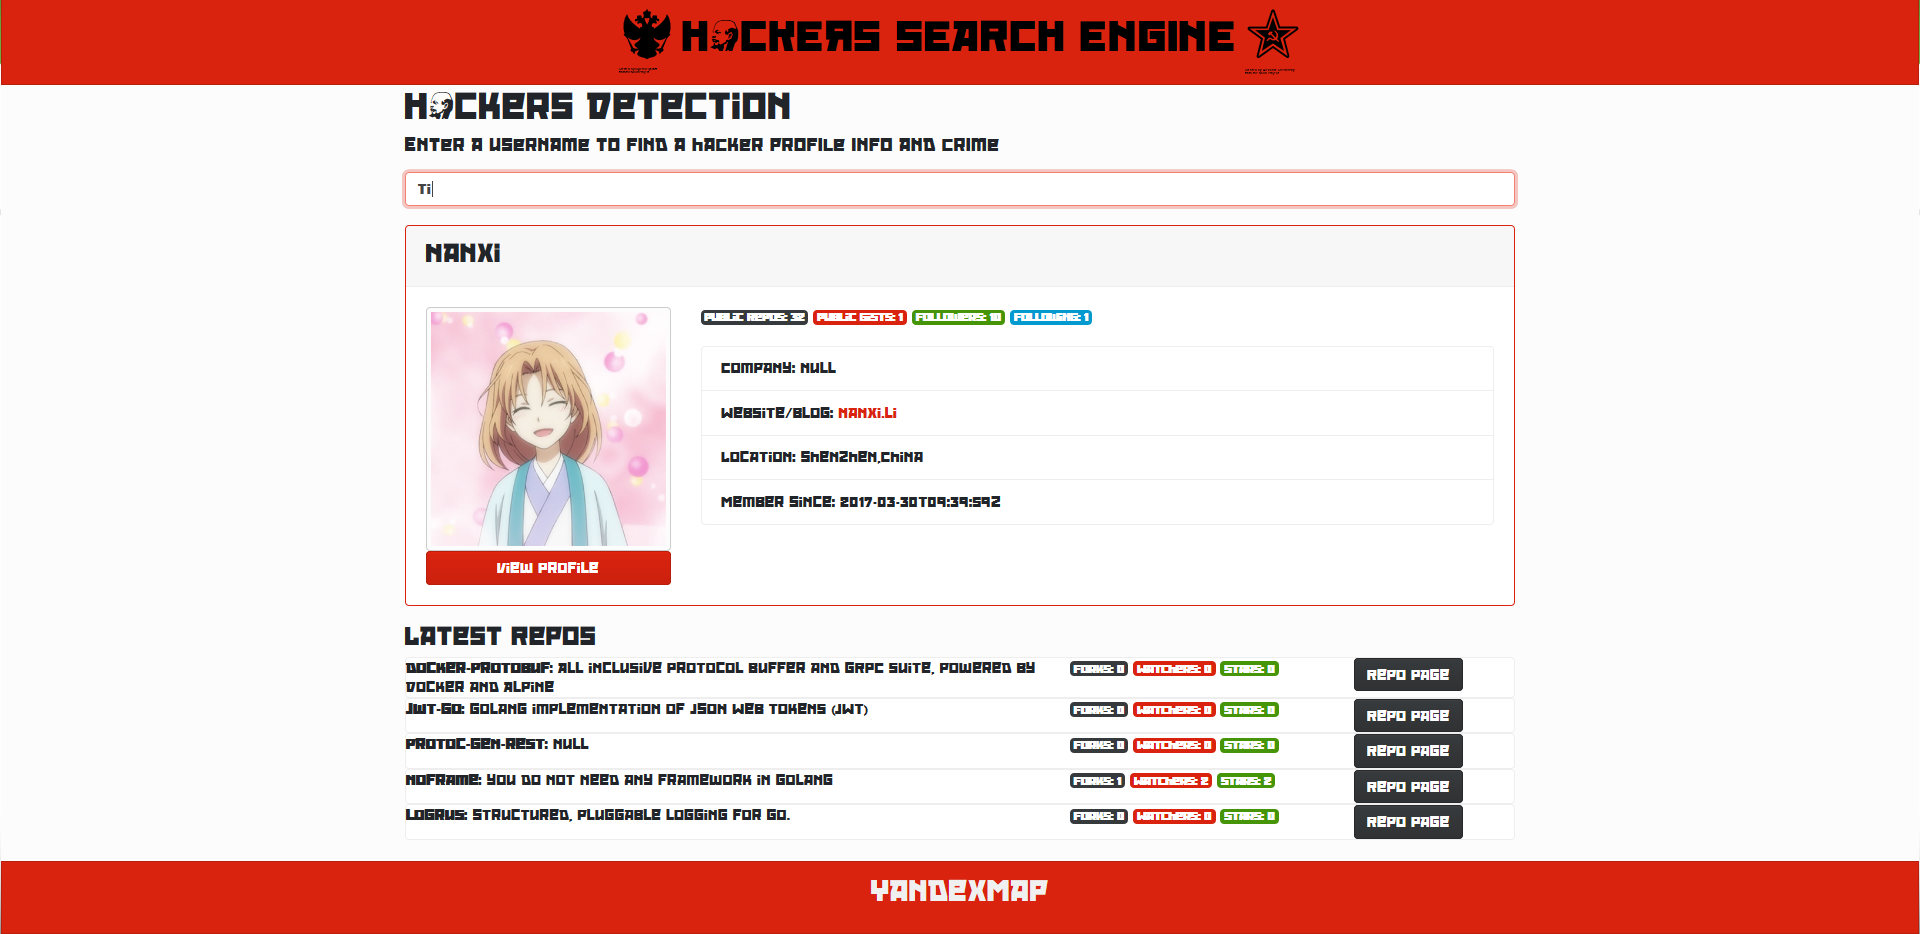 HACKERS SEARCH ENGINE
HACKERS DETECTION
ENTER A USERNAME TO FIND A HACKER PROFILE INFO AND CRIME
Ti
NANXI
PUBLIC REPOS: 32 PUBLIC GISTS: 1 FOLLOWERS: 10 FOLLOWING: 1
COMPANY: NULL
WEBSITE/BLOG: NANXI.LI
LOCATION: SHENZHEN,CHINA
MEMBER SINCE: 2017-03-30T09:39:59Z
VIEW PROFILE
LATEST REPOS
DOCKER-PROTOBUF: ALL INCLUSIVE PROTOCOL BUFFER AND GRPC SUITE, POWERED BY DOCKER AND ALPINE FORKS: 0 WATCHERS: 0 STARS: 0 REPO PAGE
JWT-GO: GOLANG IMPLEMENTATION OF JSON WEB TOKENS (JWT) FORKS: 0 WATCHERS: 0 STARS: 0 REPO PAGE
PROTOC-GEN-REST: NULL FORKS: 0 WATCHERS: 0 STARS: 0 REPO PAGE
NOFRAME: YOU DO NOT NEED ANY FRAMEWORK IN GOLANG FORKS: 1 WATCHERS: 2 STARS: 2 REPO PAGE
LOGRUS: STRUCTURED, PLUGGABLE LOGGING FOR GO. FORKS: 0 WATCHERS: 0 STARS: 0 REPO PAGE
YANDEXMAP